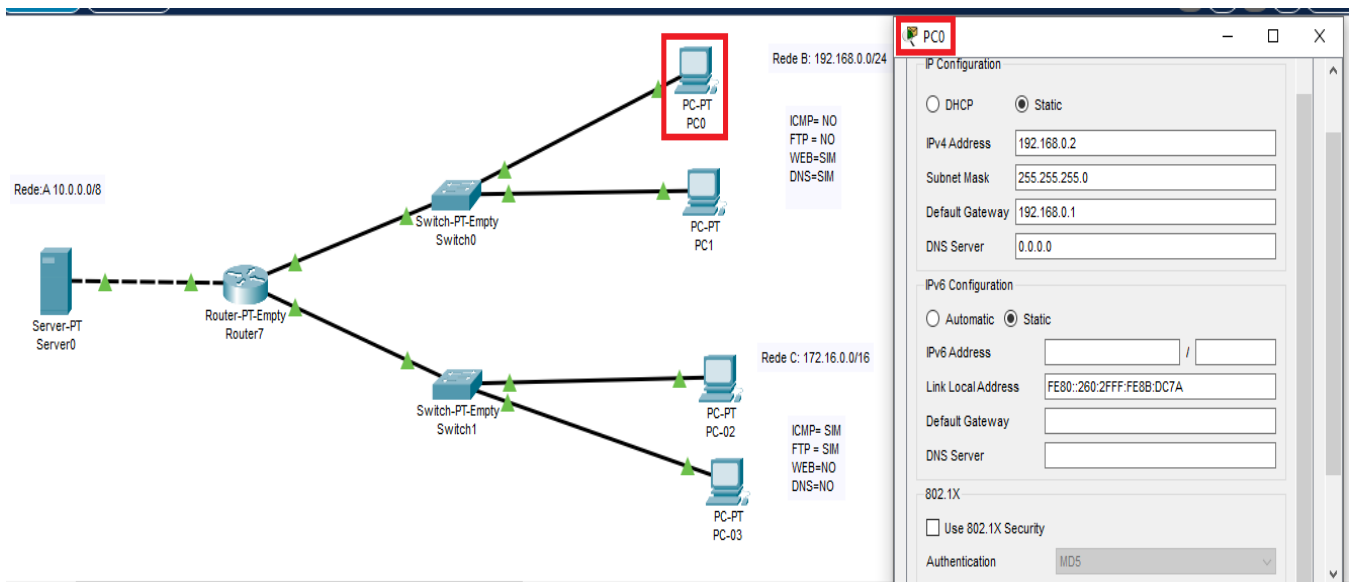 Rede:A 10.0.0.0/8
Server-PT
Server0
Router-PT-Empty
Router7
Switch-PT-Empty
Switch0
PC-PT
PC0
PC-PT
PC1
Rede B: 192.168.0.0/24
ICMP= NO
FTP = NO
WEB=SIM
DNS=SIM
Switch-PT-Empty
Switch1
PC-PT
PC-02
PC-PT
PC-03
Rede C: 172.16.0.0/16
ICMP= SIM
FTP = SIM
WEB=NO
DNS=NO
PC0
IP Configuration
DHCP Static
IPv4 Address 192.168.0.2
Subnet Mask 255.255.255.0
Default Gateway 192.168.0.1
DNS Server 0.0.0.0
IPv6 Configuration
Automatic Static
IPv6 Address /
Link Local Address FE80::260:2FFF:FE8B:DC7A
Default Gateway
DNS Server
802.1X
Use 802.1X Security
Authentication MD5